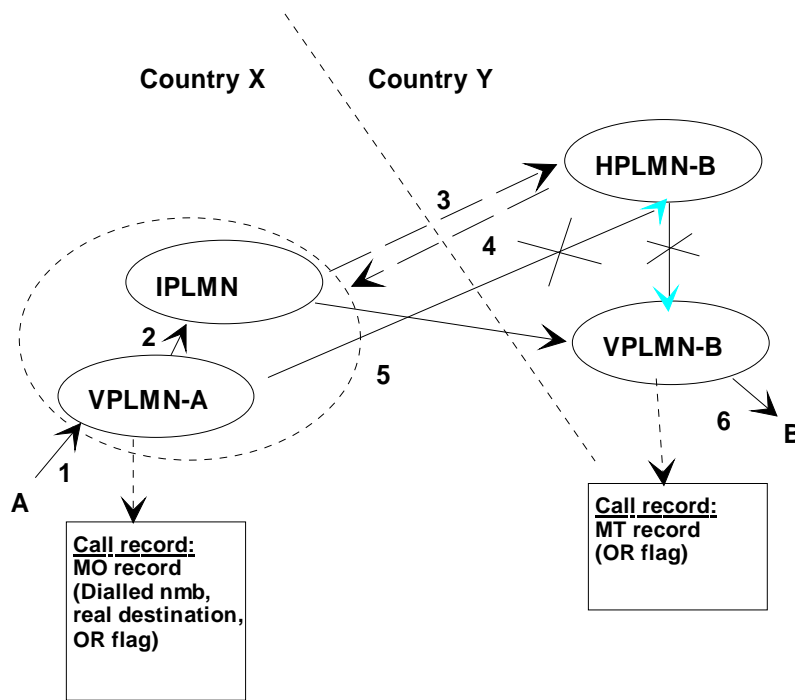 Country X
Country Y
HPLMN-B
3
4
IPLMN
2
VPLMN-B
5
VPLMN-A
6
B
1
A
Call record:
MT record
(OR flag)
Call record:
MO record
(Dialled nmb,
real destination,
OR flag)